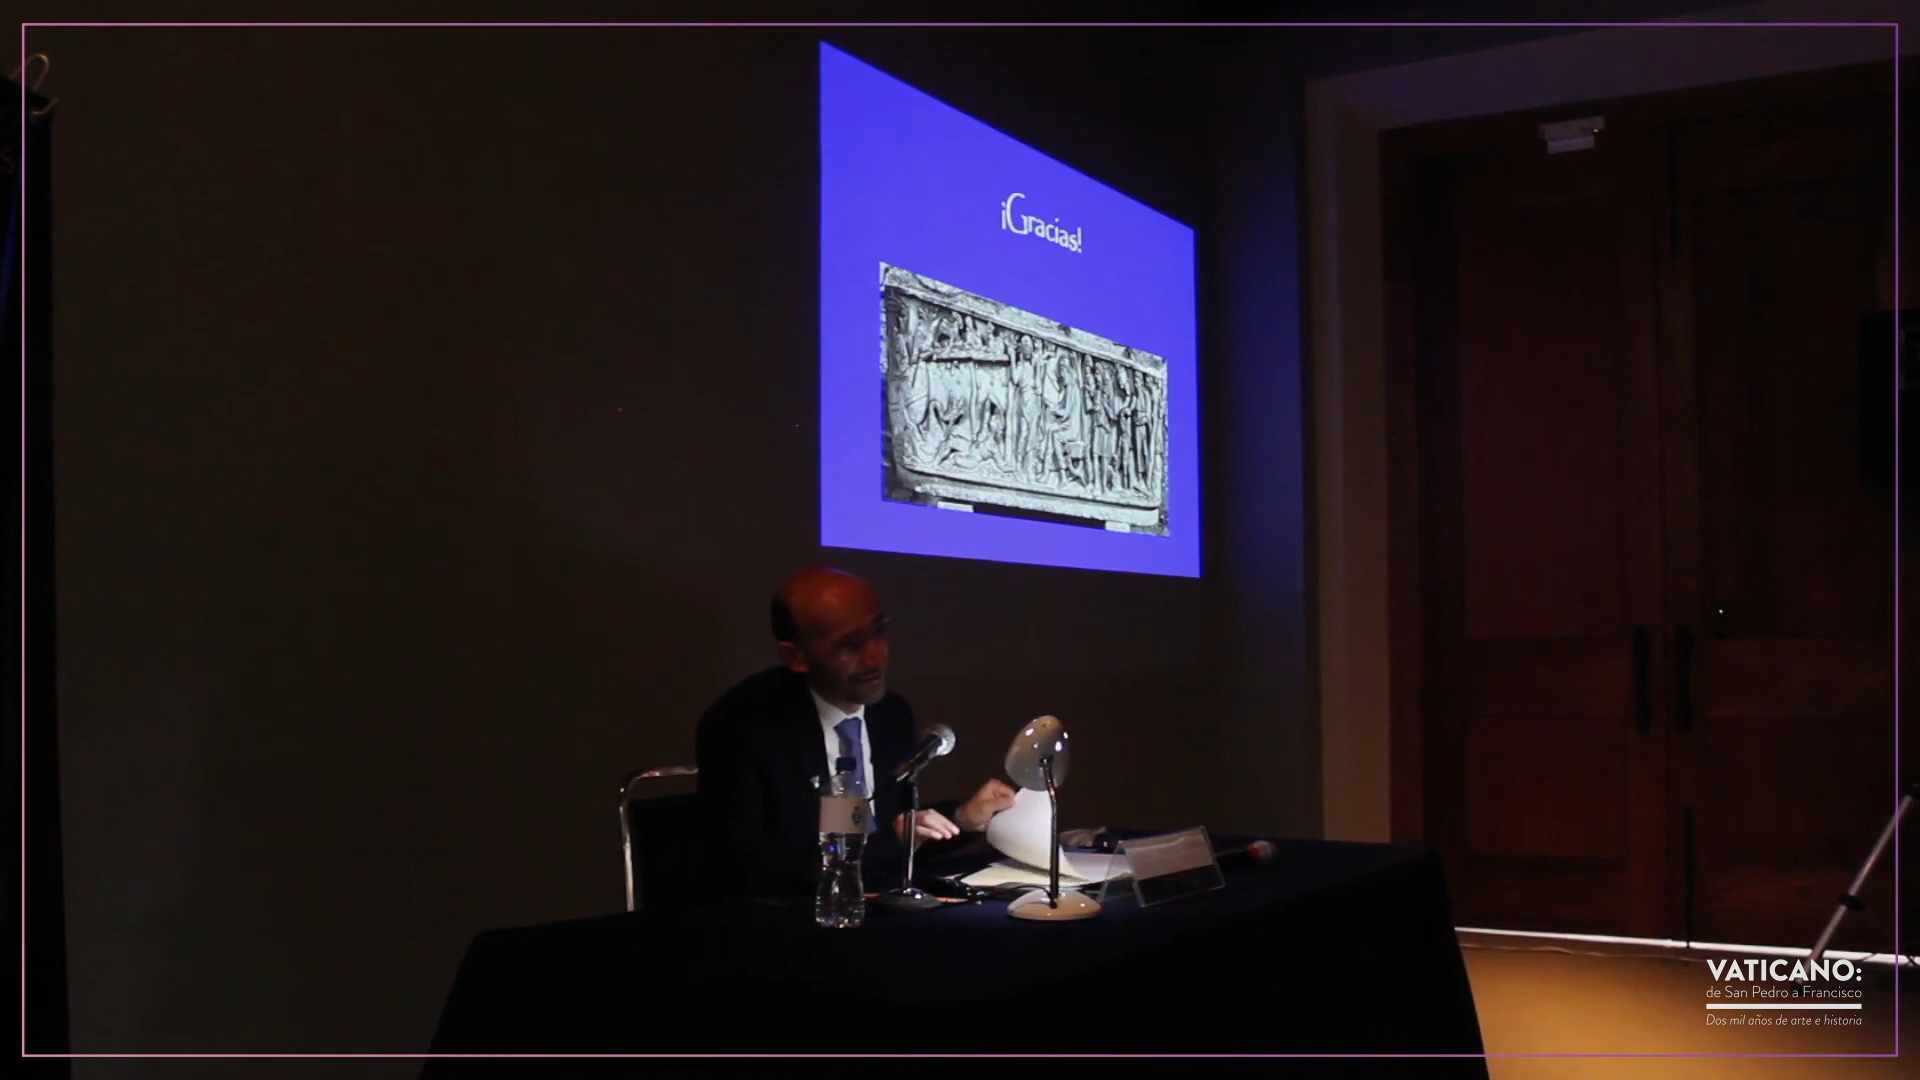 ¡Gracias!
VATICANO:
de San Pedro a Francisco
Dos mil años de arte e historia